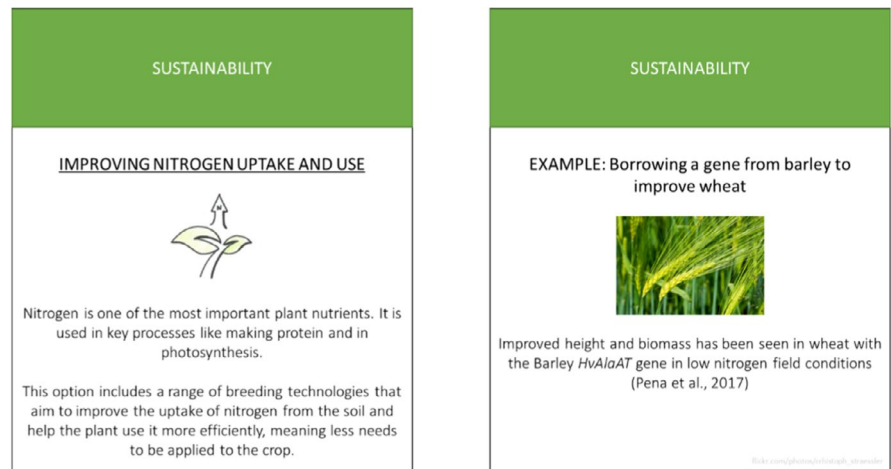 SUSTAINABILITY
IMPROVING NITROGEN UPTAKE AND USE
N
Nitrogen is one of the most important plant nutrients. It is
used in key processes like making protein and in
photosynthesis.
This option includes a range of breeding technologies that
aim to improve the uptake of nitrogen from the soil and
help the plant use it more efficiently, meaning less needs
to be applied to the crop.
SUSTAINABILITY
EXAMPLE: Borrowing a gene from barley to
improve wheat
Improved height and biomass has been seen in wheat with
the Barley HvAlaAT gene in low nitrogen field conditions
(Pena et al., 2017)